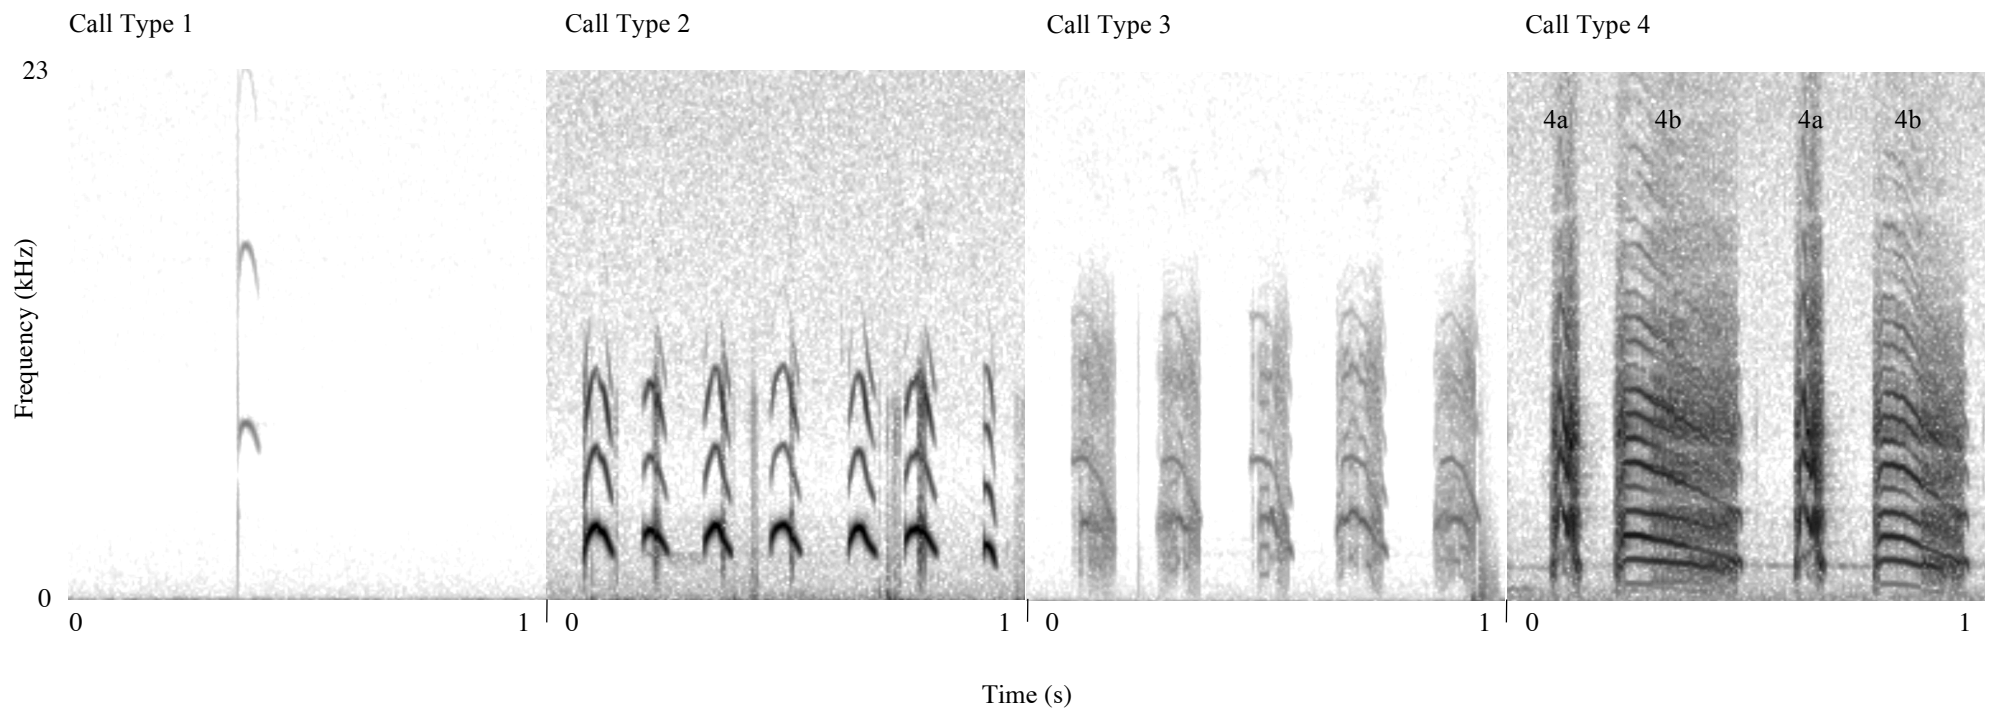 Call Type 1
Call Type 2
Call Type 3
Call Type 4
23
4a
4b
4a
4b
Frequency (kHz)
0
0
1
0
1
0
1
0
1
Time (s)